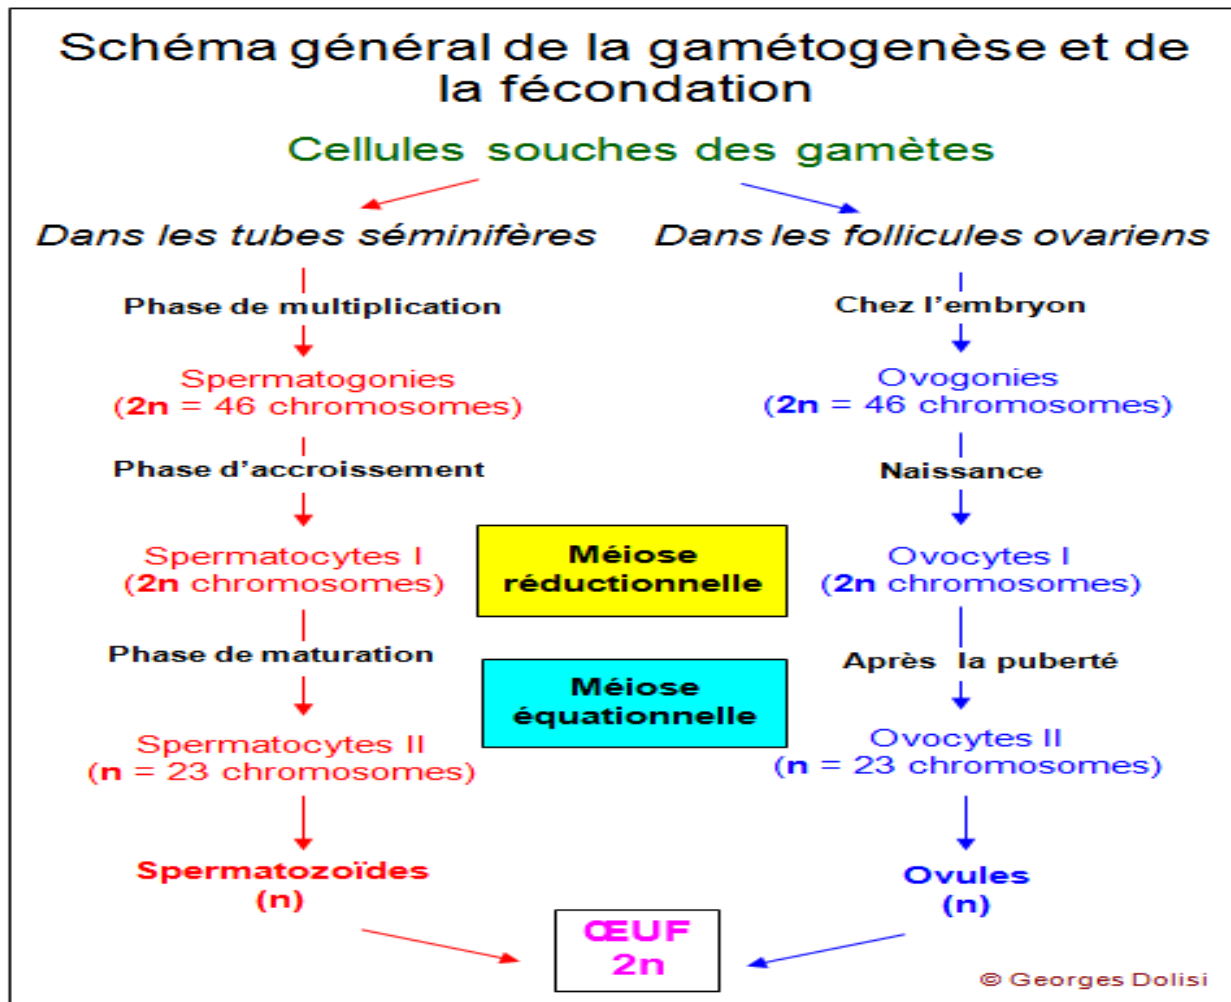 Schéma général de la gamétogenèse et de
la fécondation
Cellules souches des gamètes
Dans les tubes séminifères
Phase de multiplication
Spermatogonies
(2n = 46 chromosomes)
Phase d’accroissement
Spermatocytes I
(2n chromosomes)
Phase de maturation
Spermatocytes II
(n = 23 chromosomes)
Spermatozoïdes
(n)
Dans les follicules ovariens
Chez l’embryon
Ovogonies
(2n = 46 chromosomes)
Naissance
Ovocytes I
(2n chromosomes)
Après la puberté
Ovocytes II
(n = 23 chromosomes)
Ovules
(n)
Méiose
réductionnelle
Méiose
équationnelle
ŒUF
2n
© Georges Dolisi